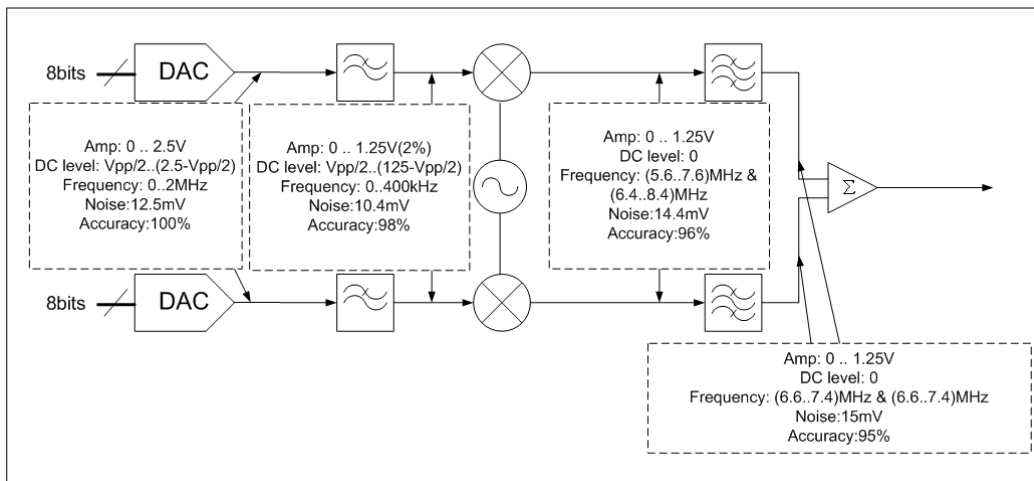 8bits
DAC
Amp: 0 .. 2.5V
DC level: Vpp/2..(2.5-Vpp/2)
Frequency: 0..2MHz
Noise:12.5mV
Accuracy:100%
Amp: 0 .. 1.25V(2%)
DC level: Vpp/2..(125-Vpp/2)
Frequency: 0..400kHz
Noise:10.4mV
Accuracy:98%
Amp: 0 .. 1.25V
DC level: 0
Frequency: (5.6..7.6)MHz &
(6.4..8.4)MHz
Noise:14.4mV
Accuracy:96%
Σ
8bits
DAC
Amp: 0 .. 1.25V
DC level: 0
Frequency: (6.6..7.4)MHz & (6.6..7.4)MHz
Noise:15mV
Accuracy:95%